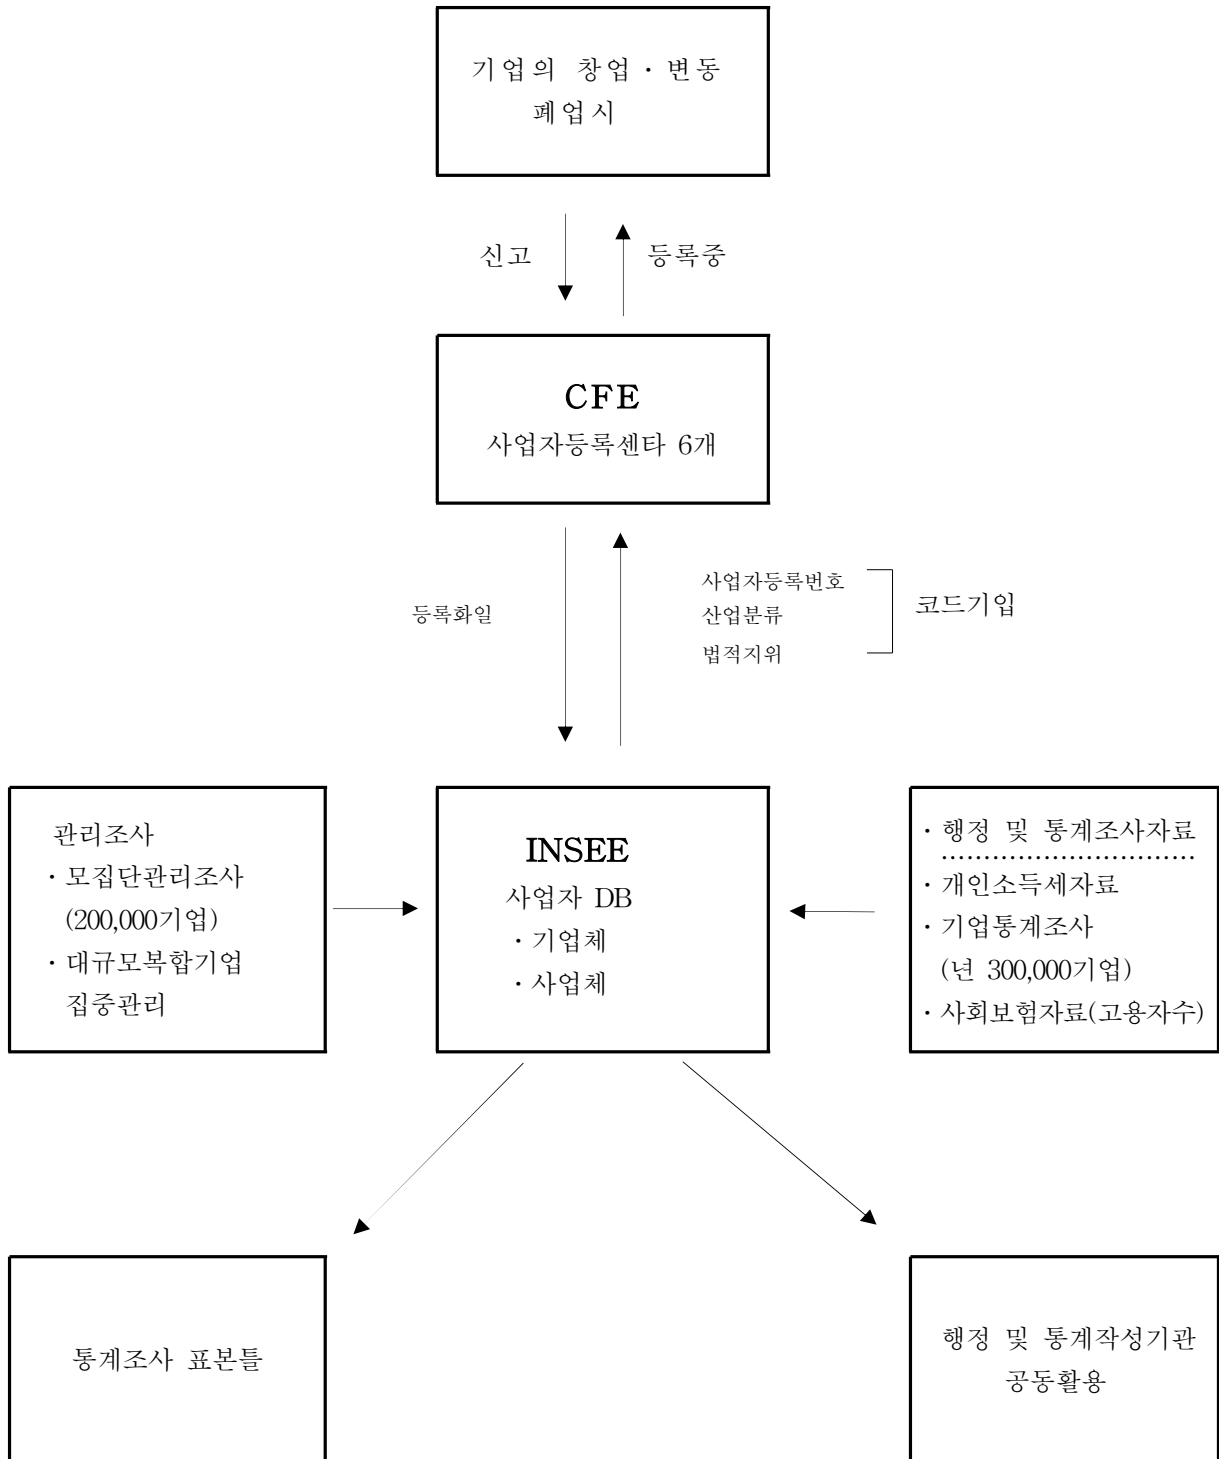 기업의 창업 · 변동
폐업시
신고
등록중
CFE
사업자등록센타 6개
등록화일
사업자등록번호
산업분류
법적지위
코드기입
관리조사
· 모집단관리조사
(200,000기업)
· 대규모복합기업
집중관리
INSEE
사업자 DB
· 기업체
· 사업체
· 행정 및 통계조사자료
· 개인소득세자료
· 기업통계조사
(년 300,000기업)
· 사회보험자료(고용자수)
통계조사 표본틀
행정 및 통계작성기관
공동활용